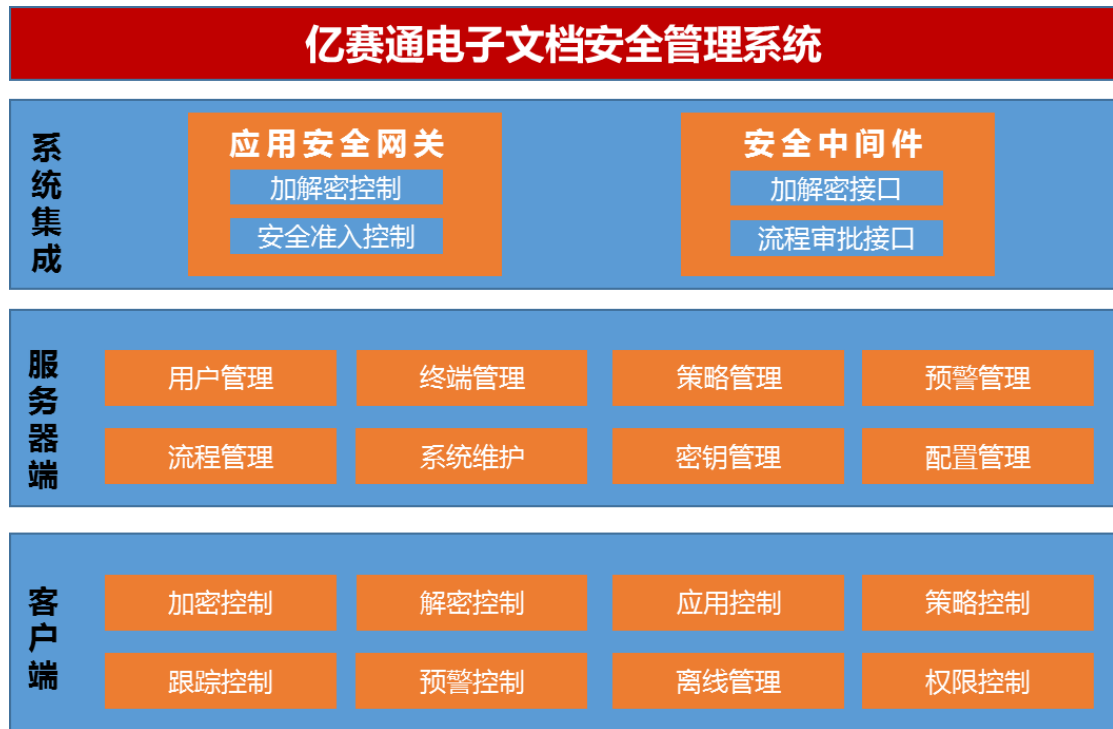 亿赛通电子文档安全管理系统
系统集成
应用安全网关
安全中间件
加解密控制
加解密接口
安全准入控制
流程审批接口
服务器端
用户管理
终端管理
策略管理
预警管理
流程管理
系统维护
密钥管理
配置管理
客户端
加密控制
解密控制
应用控制
策略控制
跟踪控制
预警控制
离线管理
权限控制